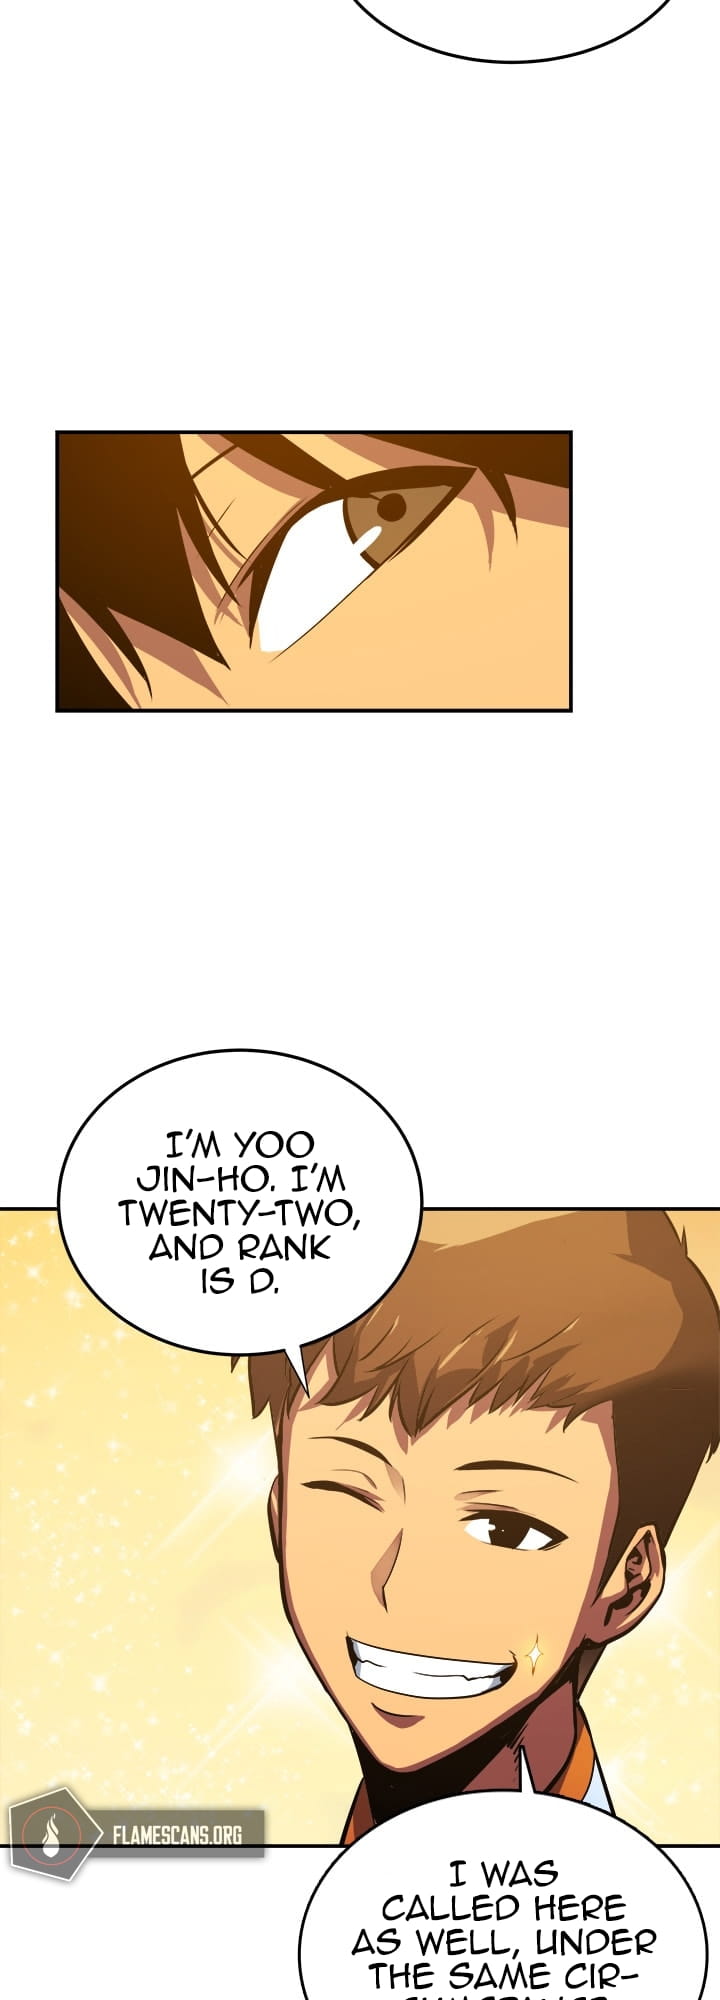 I'M YOO
JIN-HO. I'M
TWENTY-TWO,
AND RANK
IS D.
FLAMESCANS.ORG
I WAS
CALLED HERE
AS WELL, UNDER
THE SAME CIR-